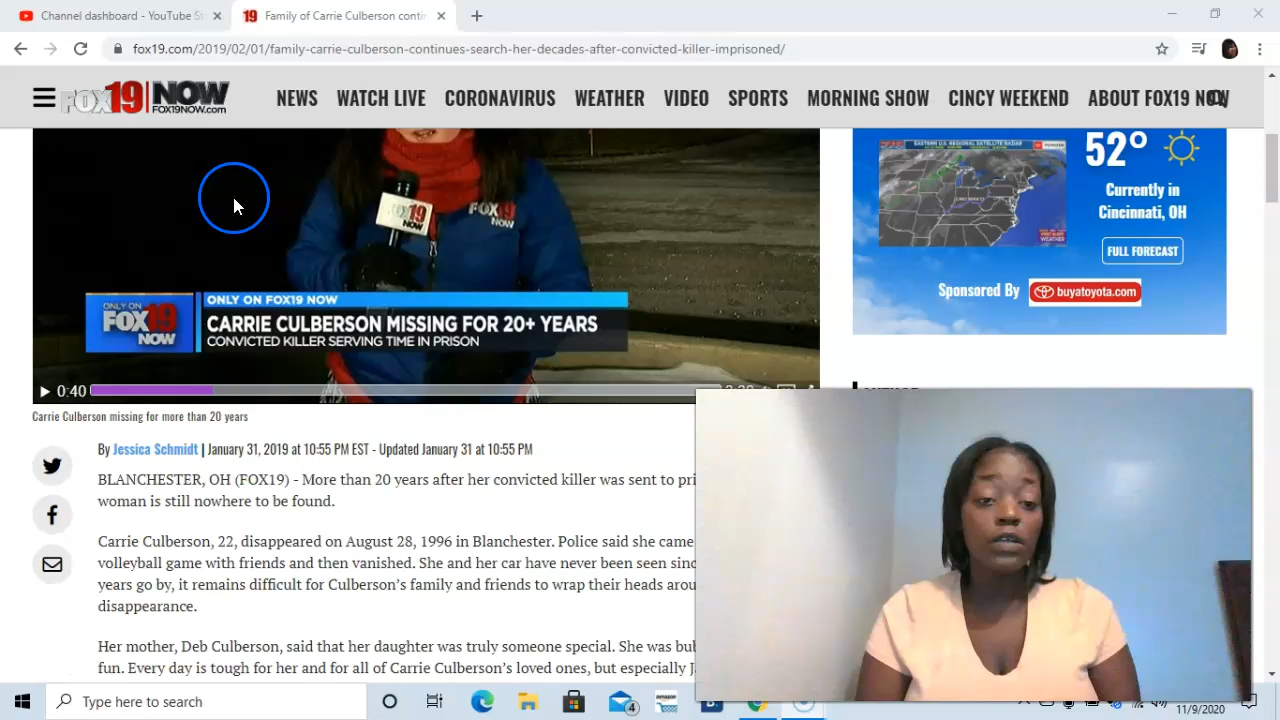 Channel dashboard - YouTube St
Family of Carrie Culberson conti
fox19.com/2019/02/01/family-carrie-culberson-continues-search-her-decades-after-convicted-killer-imprisoned/
FOX19 NOW
FOX19NOW.com
NEWS
WATCH LIVE
CORONAVIRUS
WEATHER
VIDEO
SPORTS
MORNING SHOW
CINCY WEEKEND
ABOUT FOX19 NOW
FOX19 NOW
FOX19 NOW
ONLY ON
FOX19
NOW
ONLY ON FOX19 NOW
CARRIE CULBERSON MISSING FOR 20+ YEARS
CONVICTED KILLER SERVING TIME IN PRISON
0:40
EASTERN U.S. REGIONAL SATELLITE RADAR
52°
Currently in
Cincinnati, OH
FULL FORECAST
Sponsored By
buyatoyota.com
Carrie Culberson missing for more than 20 years
By Jessica Schmidt | January 31, 2019 at 10:55 PM EST - Updated January 31 at 10:55 PM
BLANCHESTER, OH (FOX19) - More than 20 years after her convicted killer was sent to pri
woman is still nowhere to be found.
Carrie Culberson, 22, disappeared on August 28, 1996 in Blanchester. Police said she came
volleyball game with friends and then vanished. She and her car have never been seen sinc
years go by, it remains difficult for Culberson's family and friends to wrap their heads arou
disappearance.
Her mother, Deb Culberson, said that her daughter was truly someone special. She was bub
fun. Every day is tough for her and for all of Carrie Culberson's loved ones, but especially J
Type here to search
4
amazon
11/9/2020